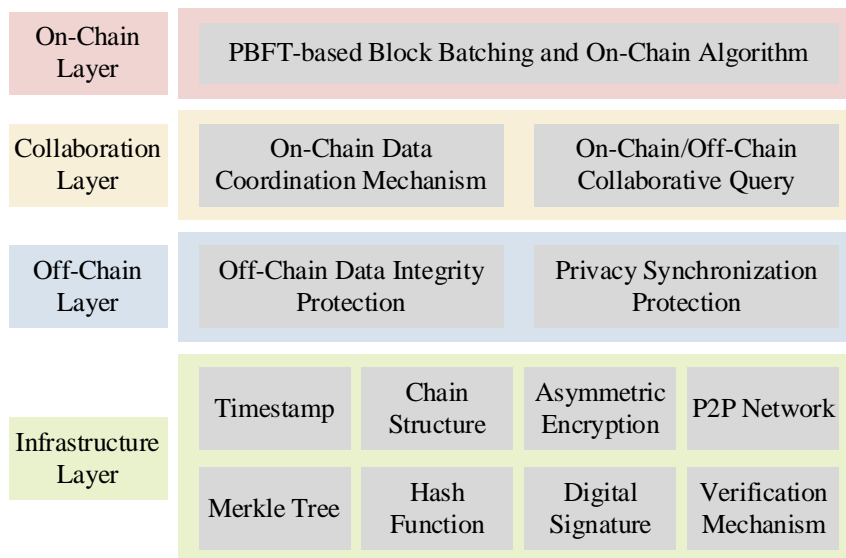 On-Chain
Layer
PBFT-based Block Batching and On-Chain Algorithm
Collaboration
Layer
On-Chain Data
Coordination Mechanism
On-Chain/Off-Chain
Collaborative Query
Off-Chain
Layer
Off-Chain Data Integrity
Protection
Privacy Synchronization
Protection
Infrastructure
Layer
Timestamp
Chain
Structure
Asymmetric
Encryption
P2P Network
Merkle Tree
Hash
Function
Digital
Signature
Verification
Mechanism